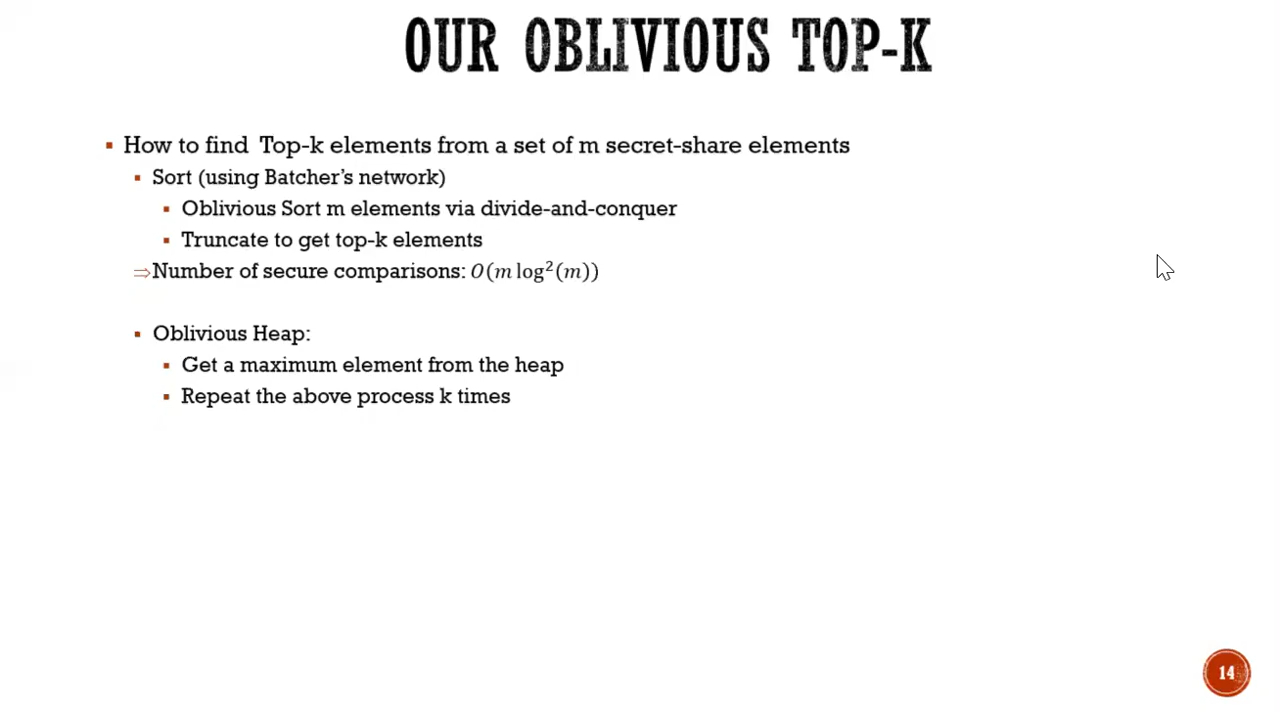 OUR OBLIVIOUS TOP-K
▪ How to find Top-k elements from a set of m secret-share elements
▪ Sort (using Batcher's network)
▪ Oblivious Sort m elements via divide-and-conquer
▪ Truncate to get top-k elements
⇒Number of secure comparisons: O(m log²(m))
▪ Oblivious Heap:
▪ Get a maximum element from the heap
▪ Repeat the above process k times
14